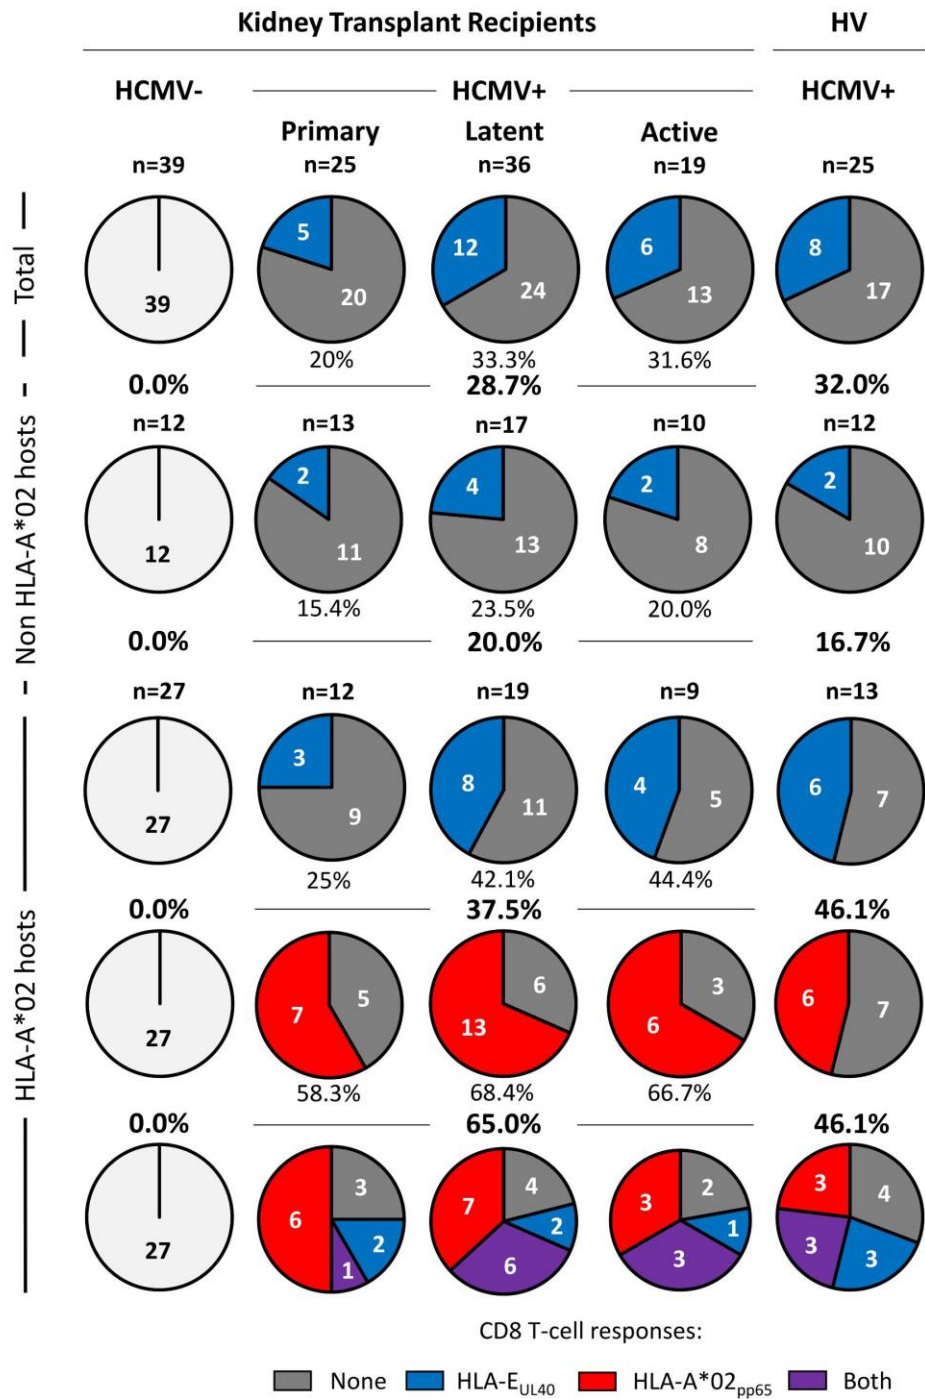 Kidney Transplant Recipients HV
HCMV- HCMV+ HCMV+
Primary Latent Active
n=39 n=25 n=36 n=19 n=25
Total
39 5 20 12 24 6 13 8 17
20% 33.3% 31.6%
0.0% 28.7% 32.0%
Non HLA-A*02 hosts
n=12 n=13 n=17 n=10 n=12
12 2 11 4 13 2 8 2 10
15.4% 23.5% 20.0%
0.0% 20.0% 16.7%
HLA-A*02 hosts
n=27 n=12 n=19 n=9 n=13
27 3 9 8 11 4 5 6 7
25% 42.1% 44.4%
0.0% 37.5% 46.1%
27 7 5 13 6 6 3 6 7
58.3% 68.4% 66.7%
0.0% 65.0% 46.1%
27 6 3 2 1 7 4 2 6 3 2 1 3 3 4 3 3
CD8 T-cell responses:
None HLA-E UL40 HLA-A*02 pp65 Both